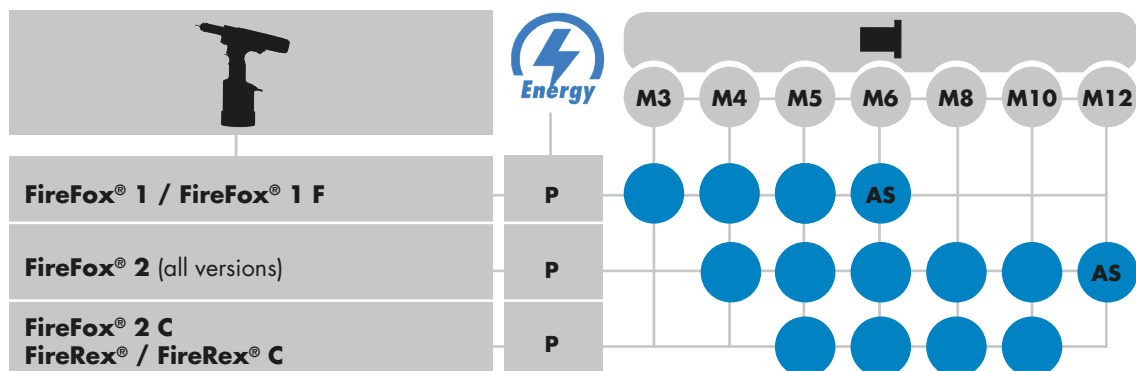 Energy
M3 M4 M5 M6 M8 M10 M12
FireFox® 1 / FireFox® 1 F P AS
FireFox® 2 (all versions) P AS
FireFox® 2 C
FireRex® / FireRex® C P